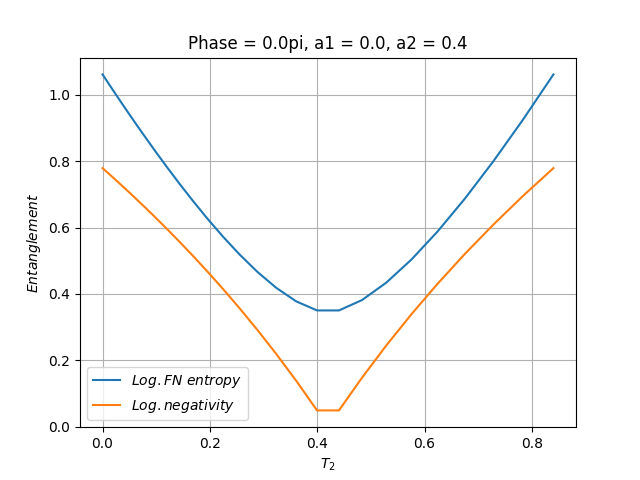 Phase = 0.0pi, a1 = 0.0, a2 = 0.4
Entanglement
1.0
0.8
0.6
0.4
0.2
0.0
Log. FN entropy
Log. negativity
0.0 0.2 0.4 0.6 0.8
T₂